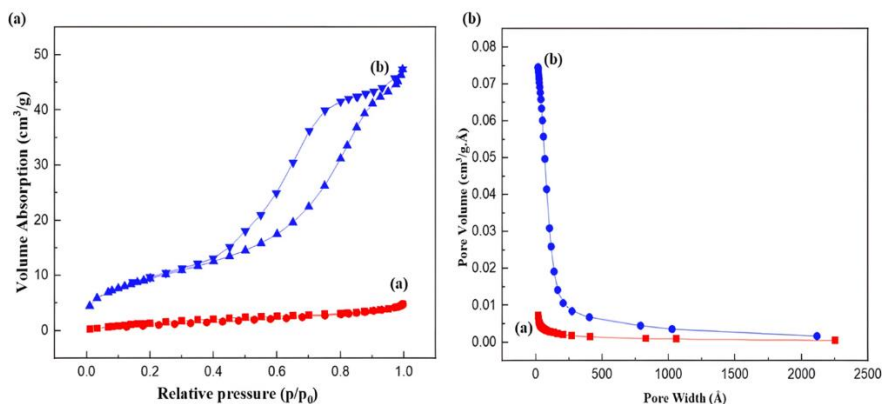 (a)
50
40
30
20
10
0
Volume Absorption (cm³/g)
(b)
(a)
0.0 0.2 0.4 0.6 0.8 1.0
Relative pressure (p/p₀)
(b)
0.08
0.07
0.06
0.05
0.04
0.03
0.02
0.01
0.00
Pore Volume (cm³/g.Å)
(b)
(a)
0 500 1000 1500 2000 2500
Pore Width (Å)